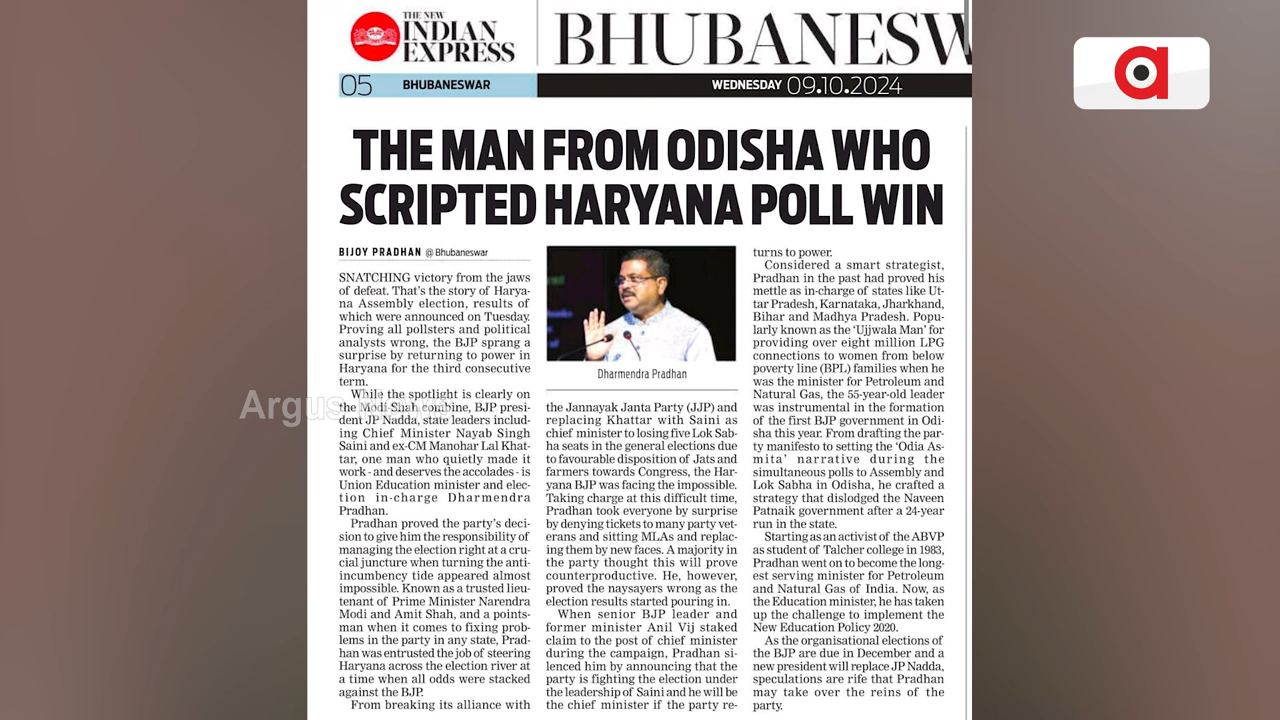 THE NEW
INDIAN
EXPRESS
BHUBANESW
05
BHUBANESWAR
WEDNESDAY 09.10.2024
a
THE MAN FROM ODISHA WHO
SCRIPTED HARYANA POLL WIN
BIJOY PRADHAN @ Bhubaneswar
SNATCHING victory from the jaws
of defeat. That's the story of Harya-
na Assembly election, results of
which were announced on Tuesday.
Proving all pollsters and political
analysts wrong, the BJP sprang a
surprise by returning to power in
Haryana for the third consecutive
term.
While the spotlight is clearly on
the Modi-Shah combine, BJP presi-
dent JP Nadda, state leaders includ-
ing Chief Minister Nayab Singh
Saini and ex-CM Manohar Lal Khat-
tar, one man who quietly made it
work - and deserves the accolades - is
Union Education minister and elec-
tion in-charge Dharmendra
Pradhan.
Pradhan proved the party's deci-
sion to give him the responsibility of
managing the election right at a cru-
cial juncture when turning the anti-
incumbency tide appeared almost
impossible. Known as a trusted lieu-
tenant of Prime Minister Narendra
Modi and Amit Shah, and a points-
man when it comes to fixing prob-
lems in the party in any state, Prad-
han was entrusted the job of steering
Haryana across the election river at
a time when all odds were stacked
against the BJP.
From breaking its alliance with
Dharmendra Pradhan
the Jannayak Janta Party (JJP) and
replacing Khattar with Saini as
chief minister to losing five Lok Sab-
ha seats in the general elections due
to favourable disposition of Jats and
farmers towards Congress, the Har-
yana BJP was facing the impossible.
Taking charge at this difficult time,
Pradhan took everyone by surprise
by denying tickets to many party vet-
erans and sitting MLAs and replac-
ing them by new faces. A majority in
the party thought this will prove
counterproductive. He, however,
proved the naysayers wrong as the
election results started pouring in.
When senior BJP leader and
former minister Anil Vij staked
claim to the post of chief minister
during the campaign, Pradhan si-
lenced him by announcing that the
party is fighting the election under
the leadership of Saini and he will be
the chief minister if the party re-
turns to power.
Considered a smart strategist,
Pradhan in the past had proved his
mettle as in-charge of states like Ut-
tar Pradesh, Karnataka, Jharkhand,
Bihar and Madhya Pradesh. Popu-
larly known as the 'Ujjwala Man' for
providing over eight million LPG
connections to women from below
poverty line (BPL) families when he
was the minister for Petroleum and
Natural Gas, the 55-year-old leader
was instrumental in the formation
of the first BJP government in Odi-
sha this year. From drafting the par-
ty manifesto to setting the 'Odia As-
mita' narrative during the
simultaneous polls to Assembly and
Lok Sabha in Odisha, he crafted a
strategy that dislodged the Naveen
Patnaik government after a 24-year
run in the state.
Starting as an activist of the ABVP
as student of Talcher college in 1983,
Pradhan went on to become the long-
est serving minister for Petroleum
and Natural Gas of India. Now, as
the Education minister, he has taken
up the challenge to implement the
New Education Policy 2020.
As the organisational elections of
the BJP are due in December and a
new president will replace JP Nadda,
speculations are rife that Pradhan
may take over the reins of the
party.
Argus News